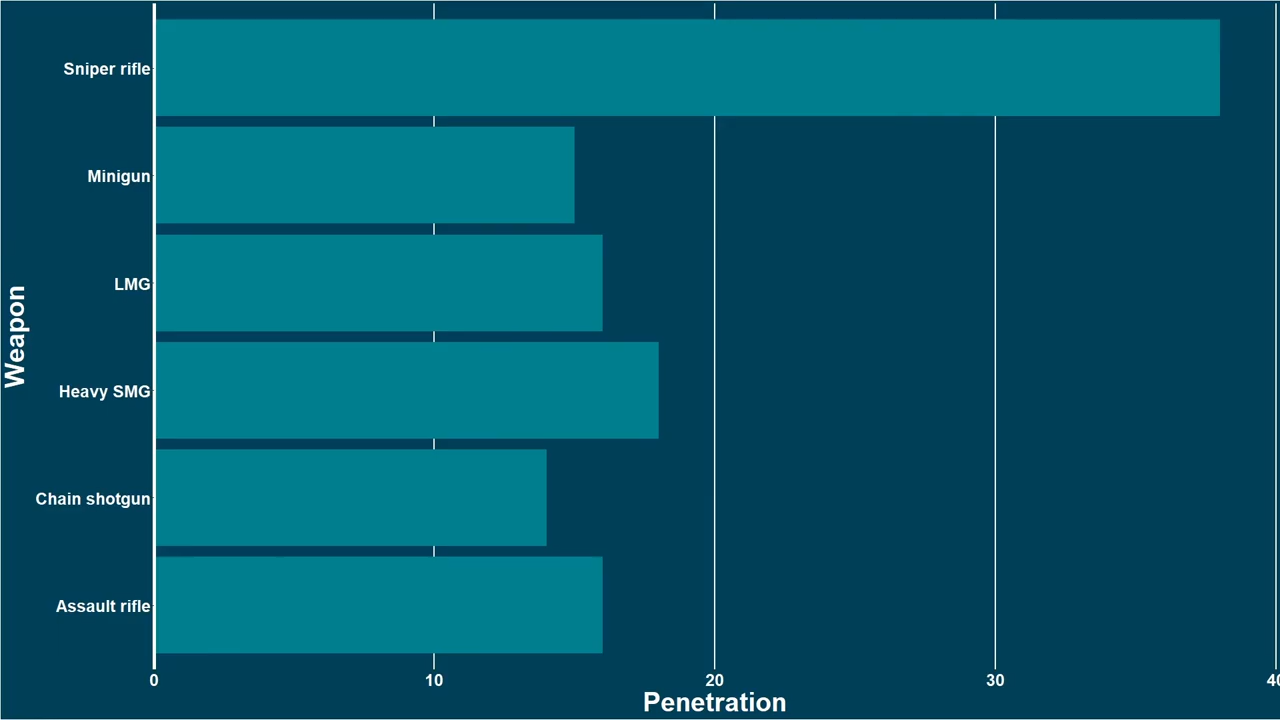 Sniper rifle
Minigun
LMG
Heavy SMG
Chain shotgun
Assault rifle
Weapon
0 10 20 30 40
Penetration